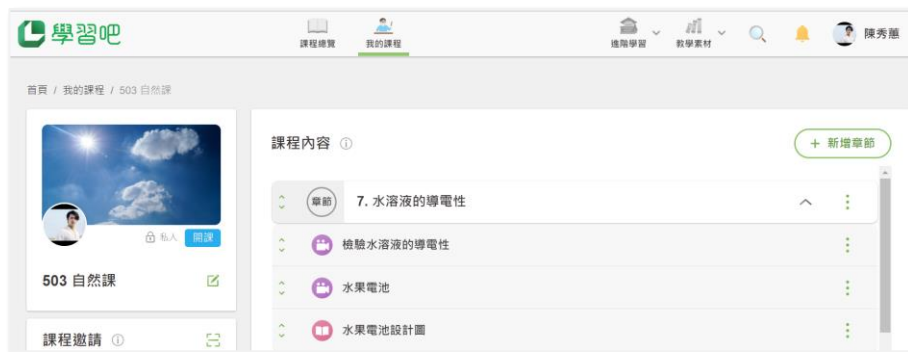 學習吧
課程總覽
我的課程
進階學習
教學素材
陳秀蕙
首頁 / 我的課程 / 503 自然課
私人
開課
503 自然課
課程邀請
課程內容
+ 新增章節
章節
7. 水溶液的導電性
檢驗水溶液的導電性
水果電池
水果電池設計圖